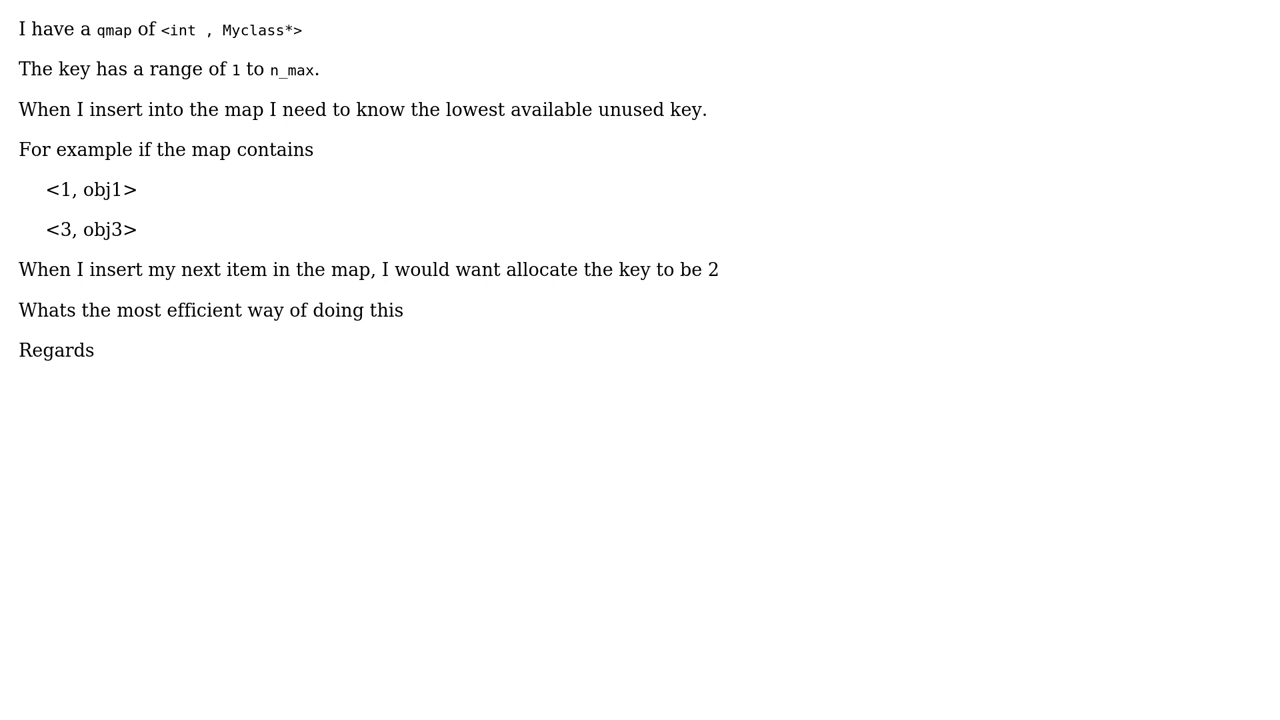 I have a qmap of <int , Myclass*>
The key has a range of 1 to n_max.
When I insert into the map I need to know the lowest available unused key.
For example if the map contains
<1, obj1>
<3, obj3>
When I insert my next item in the map, I would want allocate the key to be 2
Whats the most efficient way of doing this
Regards